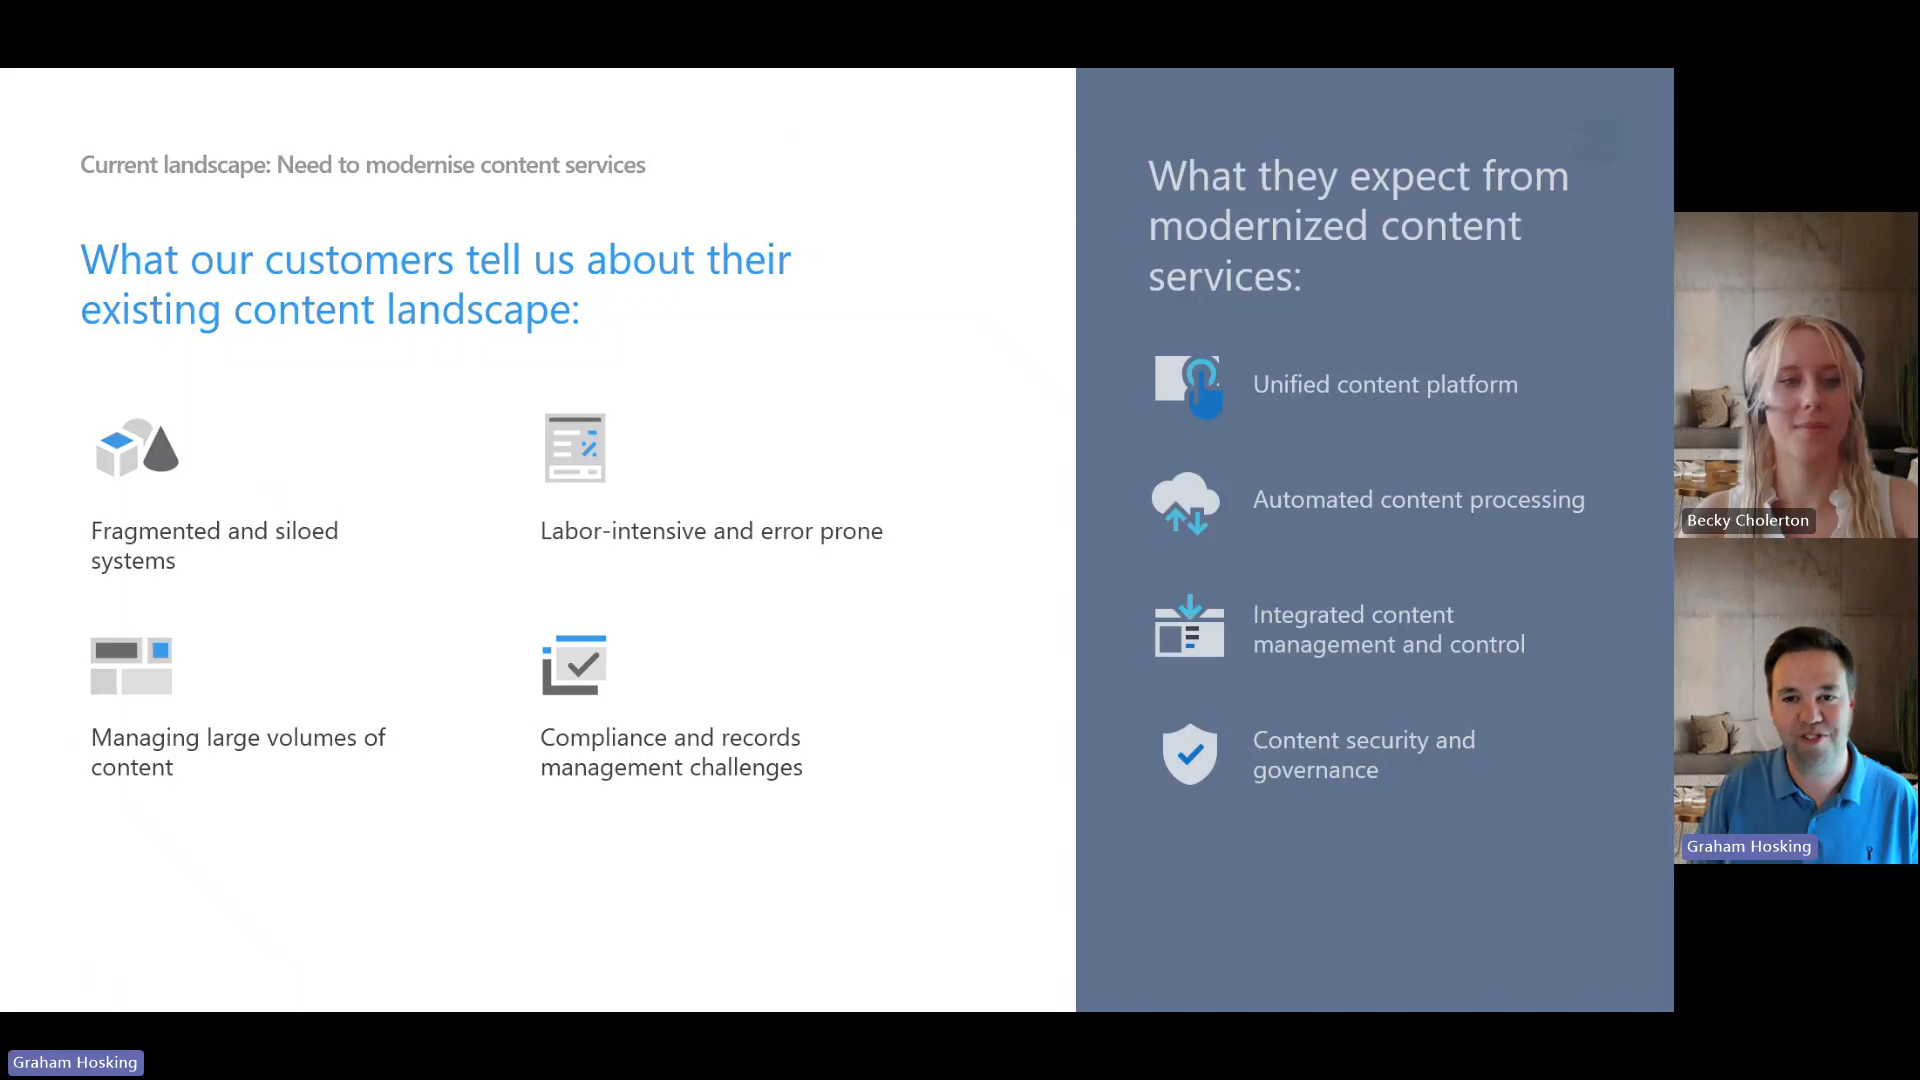 Current landscape: Need to modernise content services
What our customers tell us about their
existing content landscape:
Fragmented and siloed
systems
Labor-intensive and error prone
Managing large volumes of
content
Compliance and records
management challenges
What they expect from
modernized content
services:
Unified content platform
Automated content processing
Integrated content
management and control
Content security and
governance
Becky Cholerton
Graham Hosking
Graham Hosking